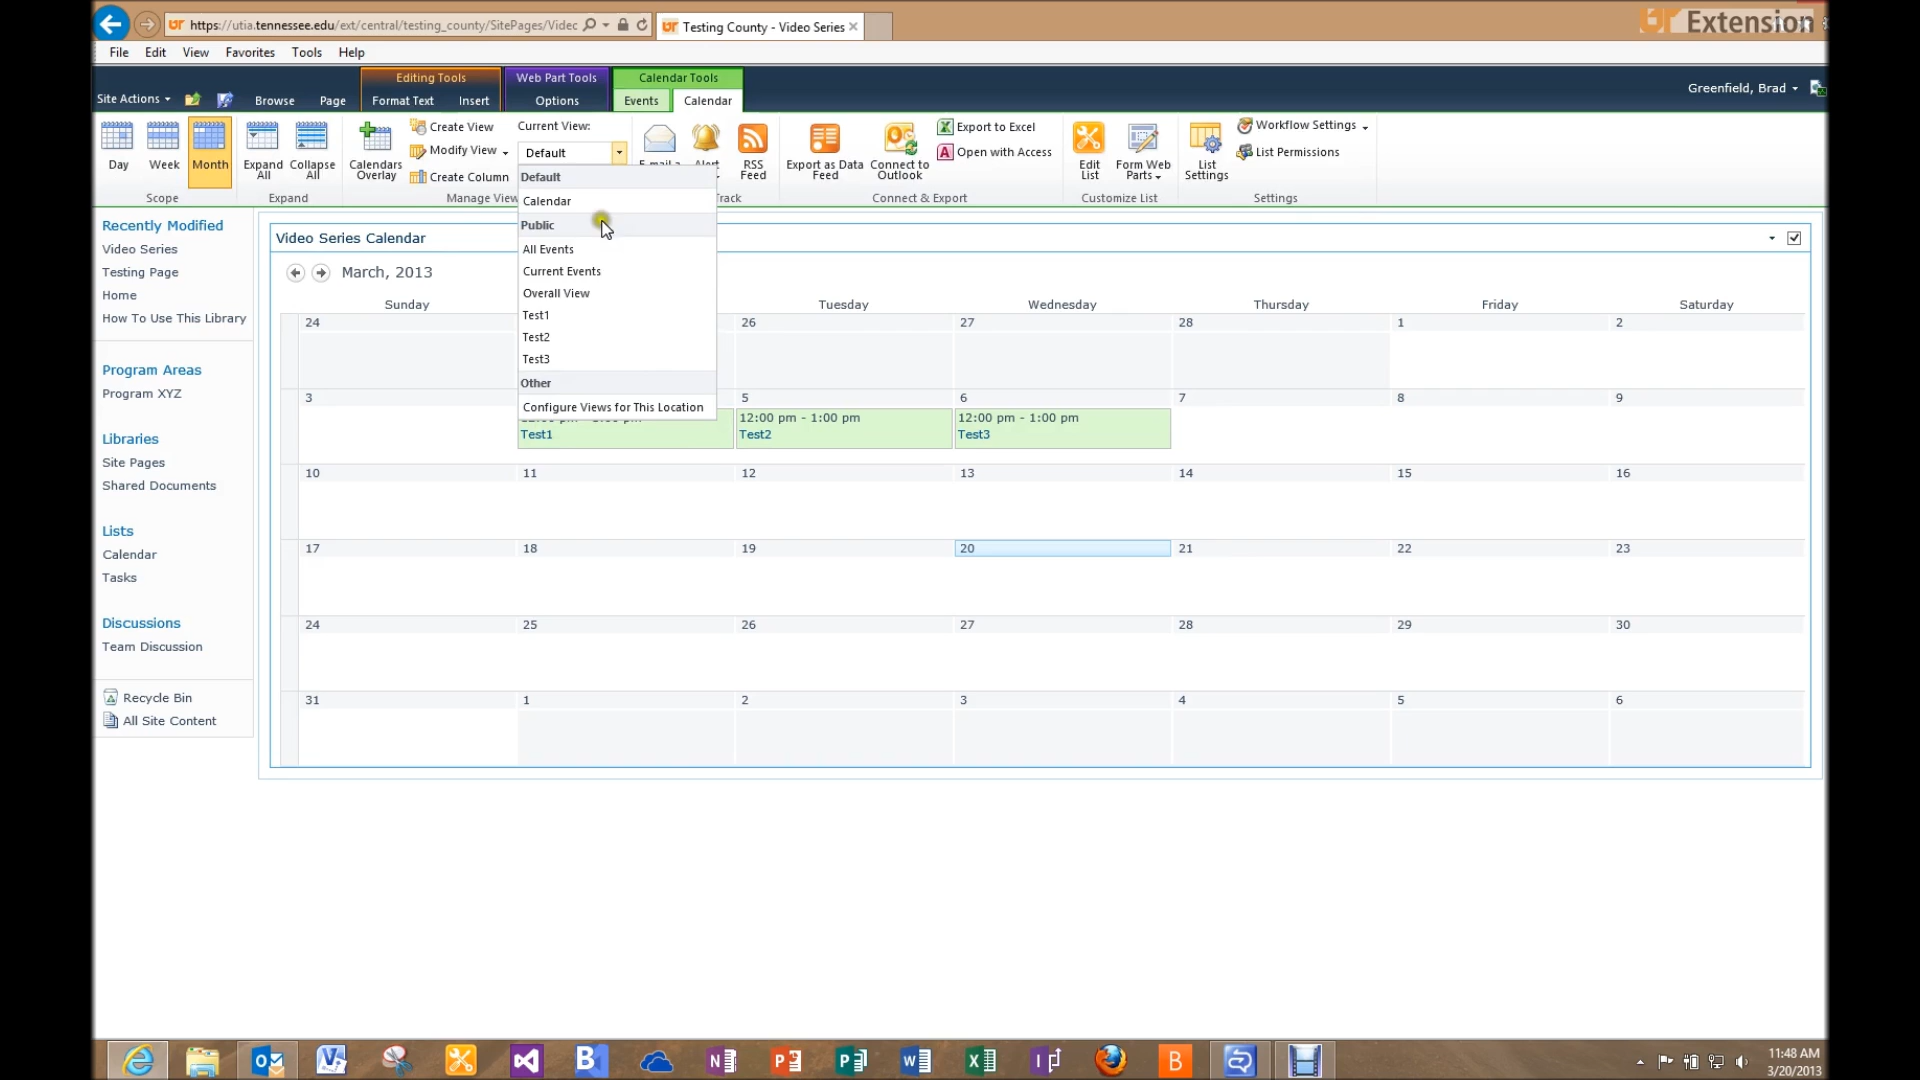 https://utia.tennessee.edu/ext/central/testing_county/SitePages/Videc
Testing County - Video Series
Extension
File Edit View Favorites Tools Help
Editing Tools Web Part Tools Calendar Tools
Site Actions Browse Page Format Text Insert Options Events Calendar
Greenfield, Brad
Day Week Month
Scope
Expand All
Collapse All
Expand
Calendars Overlay
Create View
Modify View
Create Column
Current View:
Default
Manage View
RSS Feed
Export as Data Feed
Connect to Outlook
Export to Excel
Open with Access
Connect & Export
Edit List
Form Web Parts
Customize List
List Settings
Workflow Settings
List Permissions
Settings
Default
Calendar
Public
All Events
Current Events
Overall View
Test1
Test2
Test3
Other
Configure Views for This Location
Recently Modified
Video Series
Testing Page
Home
How To Use This Library
Program Areas
Program XYZ
Libraries
Site Pages
Shared Documents
Lists
Calendar
Tasks
Discussions
Team Discussion
Recycle Bin
All Site Content
Video Series Calendar
March, 2013
Sunday Tuesday Wednesday Thursday Friday Saturday
24 26 27 28 1 2
3 5 6 7 8 9
12:00 pm - 1:00 pm 12:00 pm - 1:00 pm
Test1 Test2 Test3
10 11 12 13 14 15 16
17 18 19 20 21 22 23
24 25 26 27 28 29 30
31 1 2 3 4 5 6
11:48 AM
3/20/2013